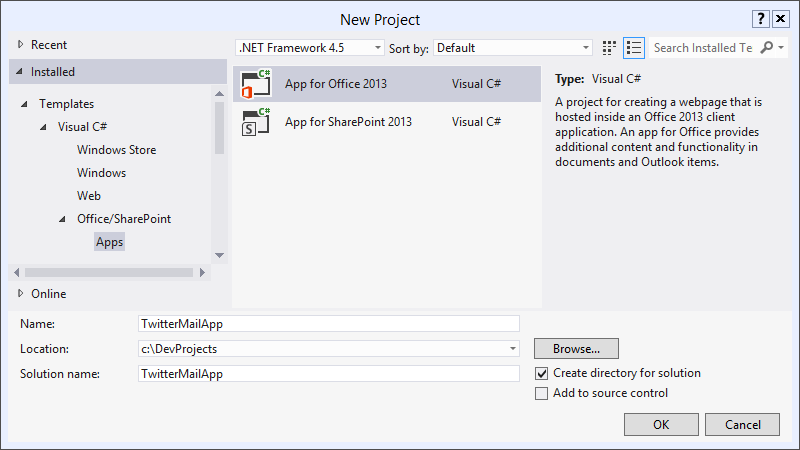 New Project
? ×
Recent
.NET Framework 4.5 Sort by: Default Search Installed Te
Installed
Templates
Visual C#
Windows Store
Windows
Web
Office/SharePoint
Apps
Online
C# App for Office 2013 Visual C#
C# S App for SharePoint 2013 Visual C#
Type: Visual C#
A project for creating a webpage that is
hosted inside an Office 2013 client
application. An app for Office provides
additional content and functionality in
documents and Outlook items.
Name: TwitterMailApp
Location: c:\DevProjects Browse...
Solution name: TwitterMailApp
Create directory for solution
Add to source control
OK Cancel